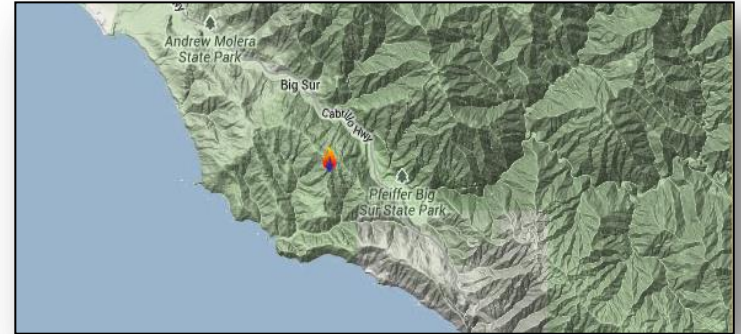 Andrew Molera
State Park
Big Sur
Cabrillo Hwy
Pfeiffer Big
Sur State Park